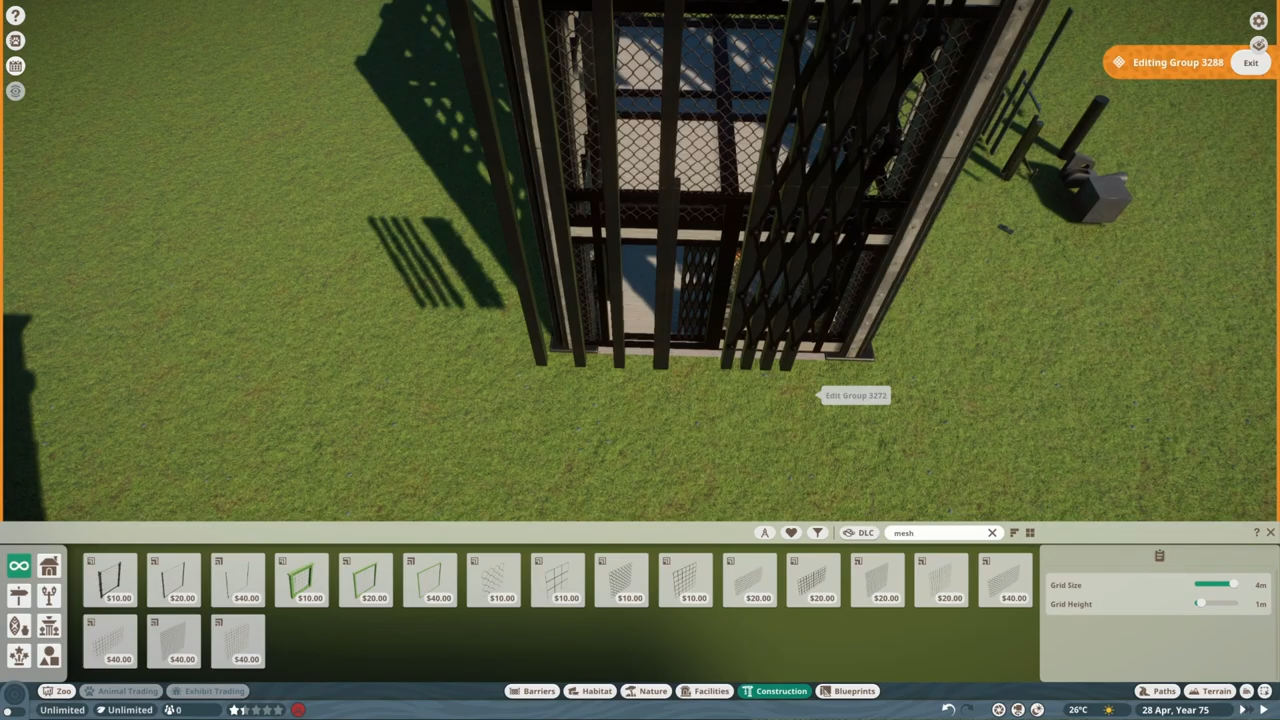 ?
Editing Group 3288
Exit
Edit Group 3272
DLC
mesh
?
$10.00
$20.00
$40.00
$10.00
$20.00
$40.00
$10.00
$10.00
$10.00
$10.00
$20.00
$20.00
$20.00
$20.00
$40.00
Grid Size
4m
Grid Height
1m
$40.00
$40.00
$40.00
Zoo
Animal Trading
Exhibit Trading
Barriers
Habitat
Nature
Facilities
Construction
Blueprints
Paths
Terrain
Unlimited
Unlimited
0
26°C
28 Apr, Year 75